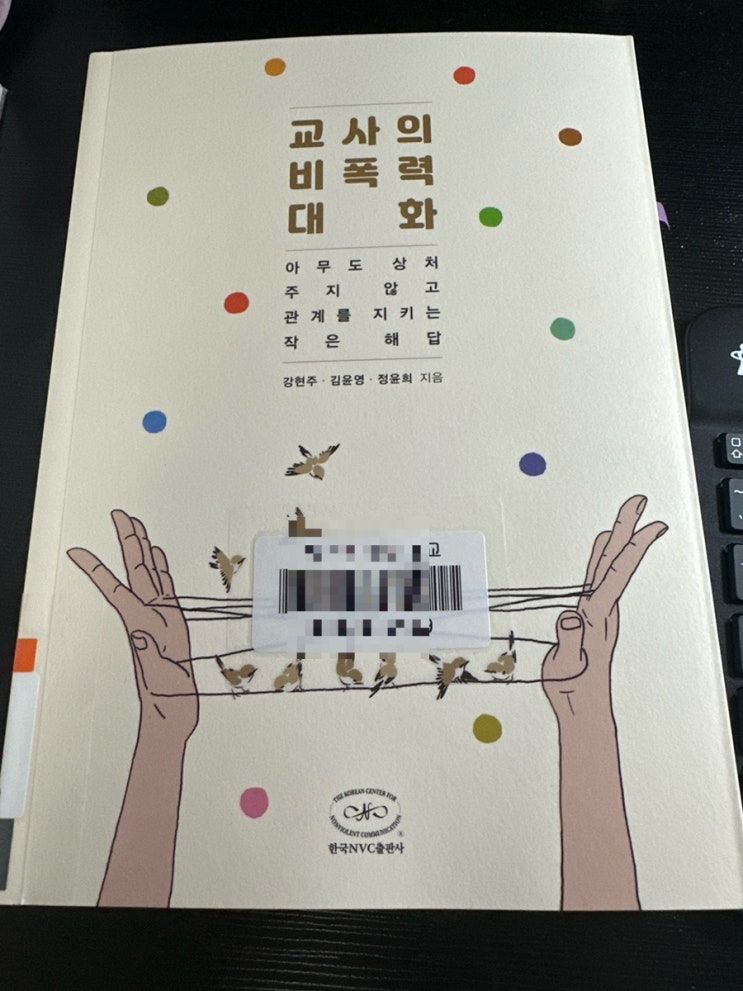 교사의
비폭력
대화
아무도 상처
주지 않고
관계를 지키는
작은 해답
강현주 · 김윤영 · 정윤희 지음
교
THE KOREAN CENTER FOR
NONVIOLENT COMMUNICATION
한국NVC출판사